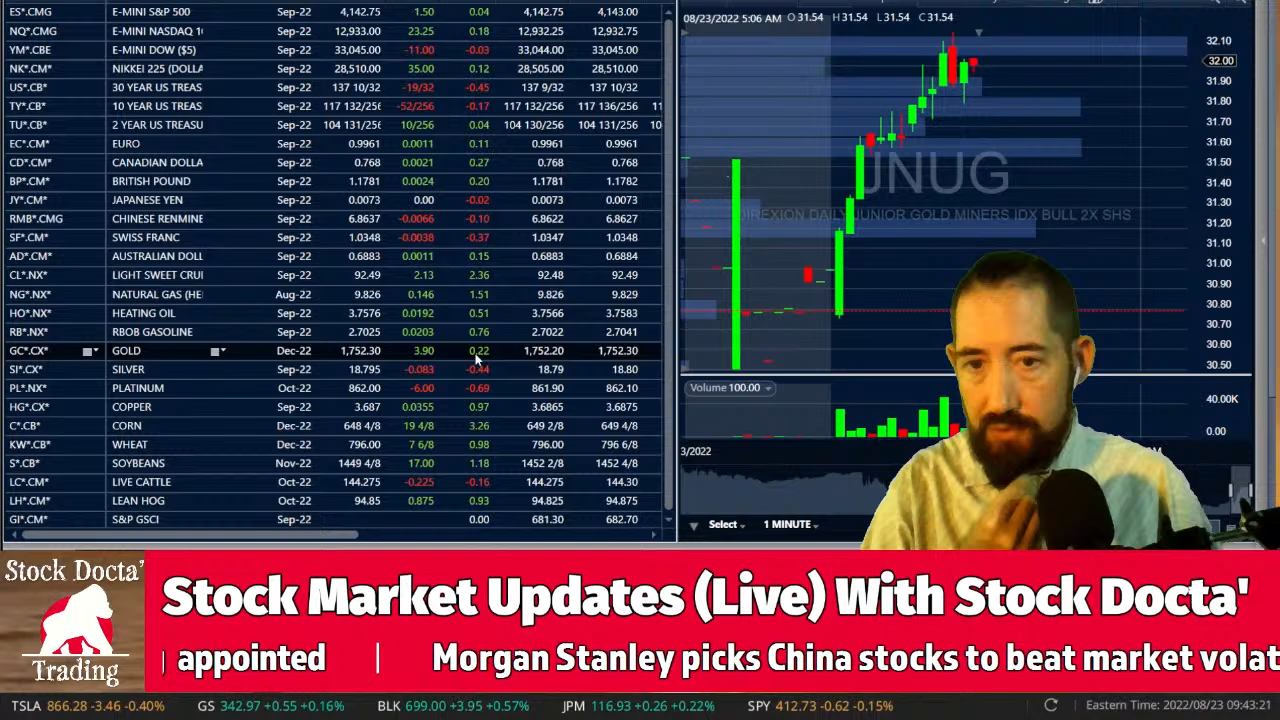 ES*.CMG E-MINI S&P 500 Sep-22 4,142.75 1.50 0.04 4,142.75 4,143.00
NQ*.CMG E-MINI NASDAQ 1 Sep-22 12,933.00 23.25 0.18 12,932.25 12,932.75
YM*.CBE E-MINI DOW ($5) Sep-22 33,045.00 -11.00 -0.03 33,044.00 33,045.00
NK*.CM* NIKKEI 225 (DOLLA Sep-22 28,510.00 35.00 0.12 28,505.00 28,510.00
US*.CB* 30 YEAR US TREAS Sep-22 137 10/32 -19/32 -0.45 137 9/32 137 10/32
TY*.CB* 10 YEAR US TREAS Sep-22 117 132/256 -52/256 -0.17 117 132/256 117 136/256 11
TU*.CB* 2 YEAR US TREASU Sep-22 104 131/256 10/256 0.04 104 130/256 104 131/256 10
EC*.CM* EURO Sep-22 0.9961 0.0011 0.11 0.9961 0.9961
CD*.CM* CANADIAN DOLLA Sep-22 0.768 0.0021 0.27 0.768 0.768
BP*.CM* BRITISH POUND Sep-22 1.1781 0.0024 0.20 1.1781 1.1782
JY*.CM* JAPANESE YEN Sep-22 0.0073 0.00 -0.02 0.0073 0.0073
RMB*.CMG CHINESE RENMINE Sep-22 6.8637 -0.0066 -0.10 6.8622 6.8627
SF*.CM* SWISS FRANC Sep-22 1.0348 -0.0038 -0.37 1.0347 1.0348
AD*.CM* AUSTRALIAN DOLL Sep-22 0.6883 0.0011 0.15 0.6883 0.6884
CL*.NX* LIGHT SWEET CRUI Sep-22 92.49 2.13 2.36 92.48 92.49
NG*.NX* NATURAL GAS (HE Aug-22 9.826 0.146 1.51 9.826 9.829
HO*.NX* HEATING OIL Sep-22 3.7576 0.0192 0.51 3.7566 3.7583
RB*.NX* RBOB GASOLINE Sep-22 2.7025 0.0203 0.76 2.7022 2.7041
GC*.CX* GOLD Dec-22 1,752.30 3.90 0.22 1,752.20 1,752.30
SI*.CX* SILVER Sep-22 18.795 -0.083 -0.44 18.79 18.80
PL*.NX* PLATINUM Oct-22 862.00 -6.00 -0.69 861.90 862.10
HG*.CX* COPPER Sep-22 3.687 0.0355 0.97 3.6865 3.6875
C*.CB* CORN Dec-22 648 4/8 19 4/8 3.26 649 2/8 649 4/8
KW*.CB* WHEAT Dec-22 796.00 7 6/8 0.98 796.00 796 6/8
S*.CB* SOYBEANS Nov-22 1449 4/8 17.00 1.18 1452 2/8 1452 4/8
LC*.CM* LIVE CATTLE Oct-22 144.275 -0.225 -0.16 144.275 144.30
LH*.CM* LEAN HOG Oct-22 94.85 0.875 0.93 94.825 94.875
GI*.CM* S&P GSCI Sep-22 0.00 681.30 682.70
08/23/2022 5:06 AM O 31.54 H 31.54 L 31.54 C 31.54
32.10
32.00
31.90
31.80
31.70
31.60
31.50
31.40
31.30
31.20
31.10
31.00
30.90
30.80
30.70
30.60
30.50
JNUG
DIREXION DAILY JUNIOR GOLD MINERS IDX BULL 2X SHS
Volume 100.00
40.00K
0.00
3/2022
Select 1 MINUTE
Stock Docta'
Trading
Stock Market Updates (Live) With Stock Docta'
appointed | Morgan Stanley picks China stocks to beat market volat
TSLA 866.28 -3.46 -0.40% GS 342.97 +0.55 +0.16% BLK 699.00 +3.95 +0.57% JPM 116.93 +0.26 +0.22% SPY 412.73 -0.62 -0.15% Eastern Time: 2022/08/23 09:43:21